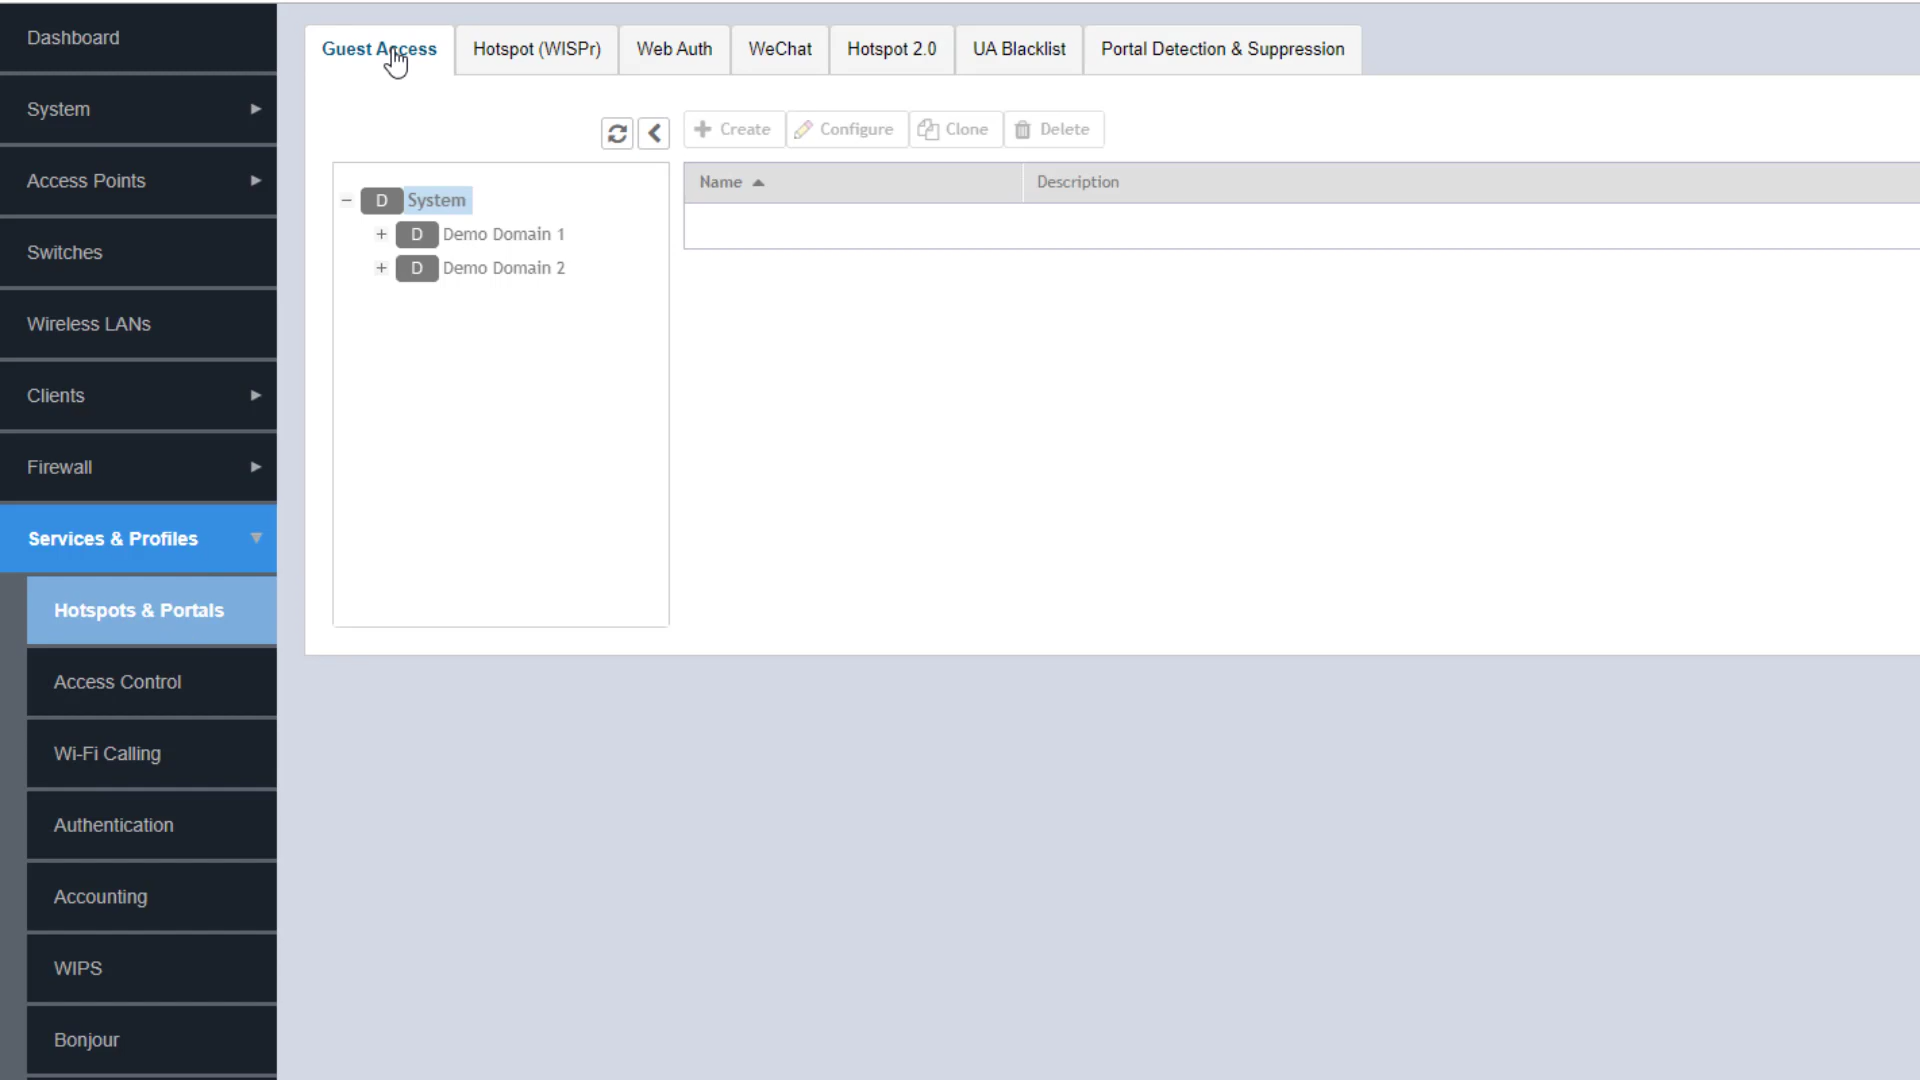 Dashboard
System
Access Points
Switches
Wireless LANs
Clients
Firewall
Services & Profiles
Hotspots & Portals
Access Control
Wi-Fi Calling
Authentication
Accounting
WIPS
Bonjour
Guest Access
Hotspot (WISPr)
Web Auth
WeChat
Hotspot 2.0
UA Blacklist
Portal Detection & Suppression
Create
Configure
Clone
Delete
D System
D Demo Domain 1
D Demo Domain 2
Name
Description